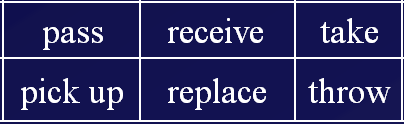 pass receive take
pick up replace throw